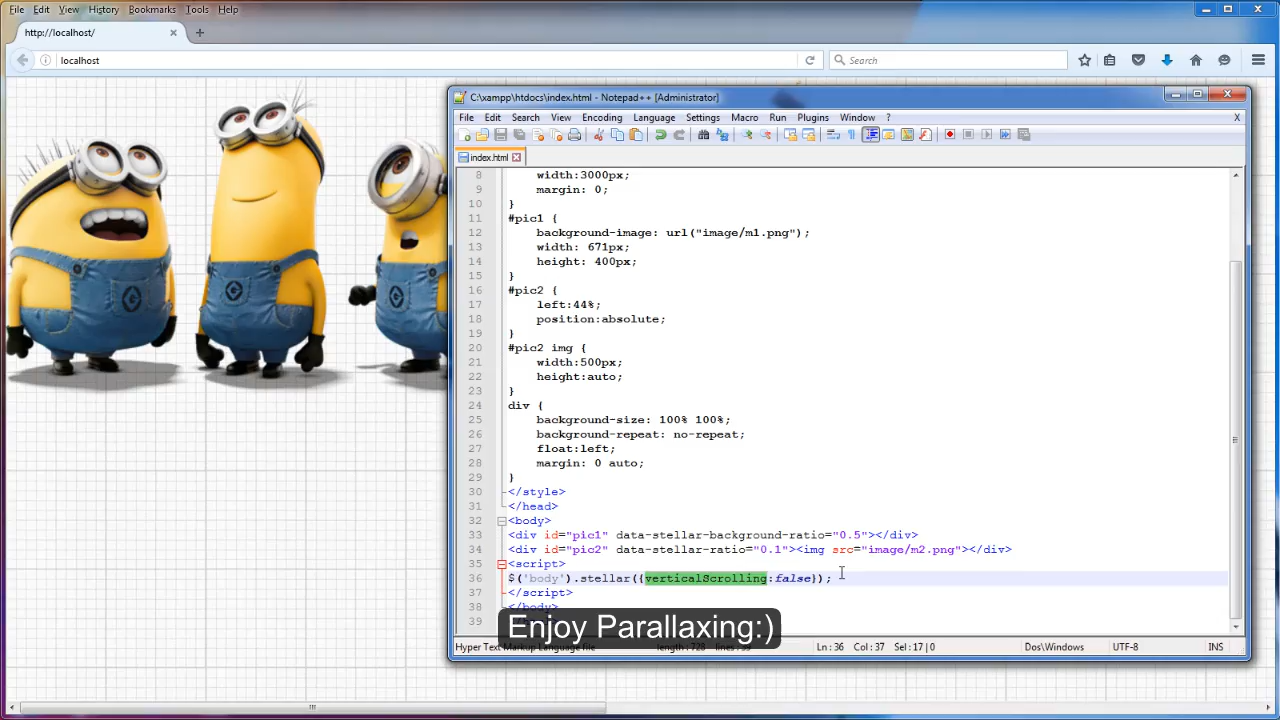 File Edit View History Bookmarks Tools Help
http://localhost/
localhost
Search
C:\xampp\htdocs\index.html - Notepad++ [Administrator]
File Edit Search View Encoding Language Settings Macro Run Plugins Window ?
index.html
8 width:3000px;
9 margin: 0;
10 }
11 #pic1 {
12 background-image: url("image/m1.png");
13 width: 671px;
14 height: 400px;
15 }
16 #pic2 {
17 left:44%;
18 position:absolute;
19 }
20 #pic2 img {
21 width:500px;
22 height:auto;
23 }
24 div {
25 background-size: 100% 100%;
26 background-repeat: no-repeat;
27 float:left;
28 margin: 0 auto;
29 }
30 </style>
31 </head>
32 <body>
33 <div id="pic1" data-stellar-background-ratio="0.5"></div>
34 <div id="pic2" data-stellar-ratio="0.1"><img src="image/m2.png"></div>
35 <script>
36 $('body').stellar({verticalScrolling:false});
37 </script>
38 </body>
39
Enjoy Parallaxing:)
Hyper Text Markup Language file length : 728 lines : 39 Ln : 36 Col : 37 Sel : 17 | 0 Dos\Windows UTF-8 INS